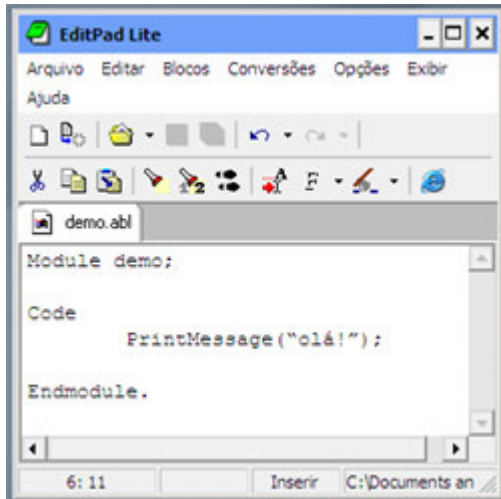 EditPad Lite
Arquivo Editar Blocos Conversões Opções Exibir
Ajuda
demo.abl
Module demo;
Code
PrintMessage(“olá!”);
Endmodule.
6: 11 Inserir C:\Documents an